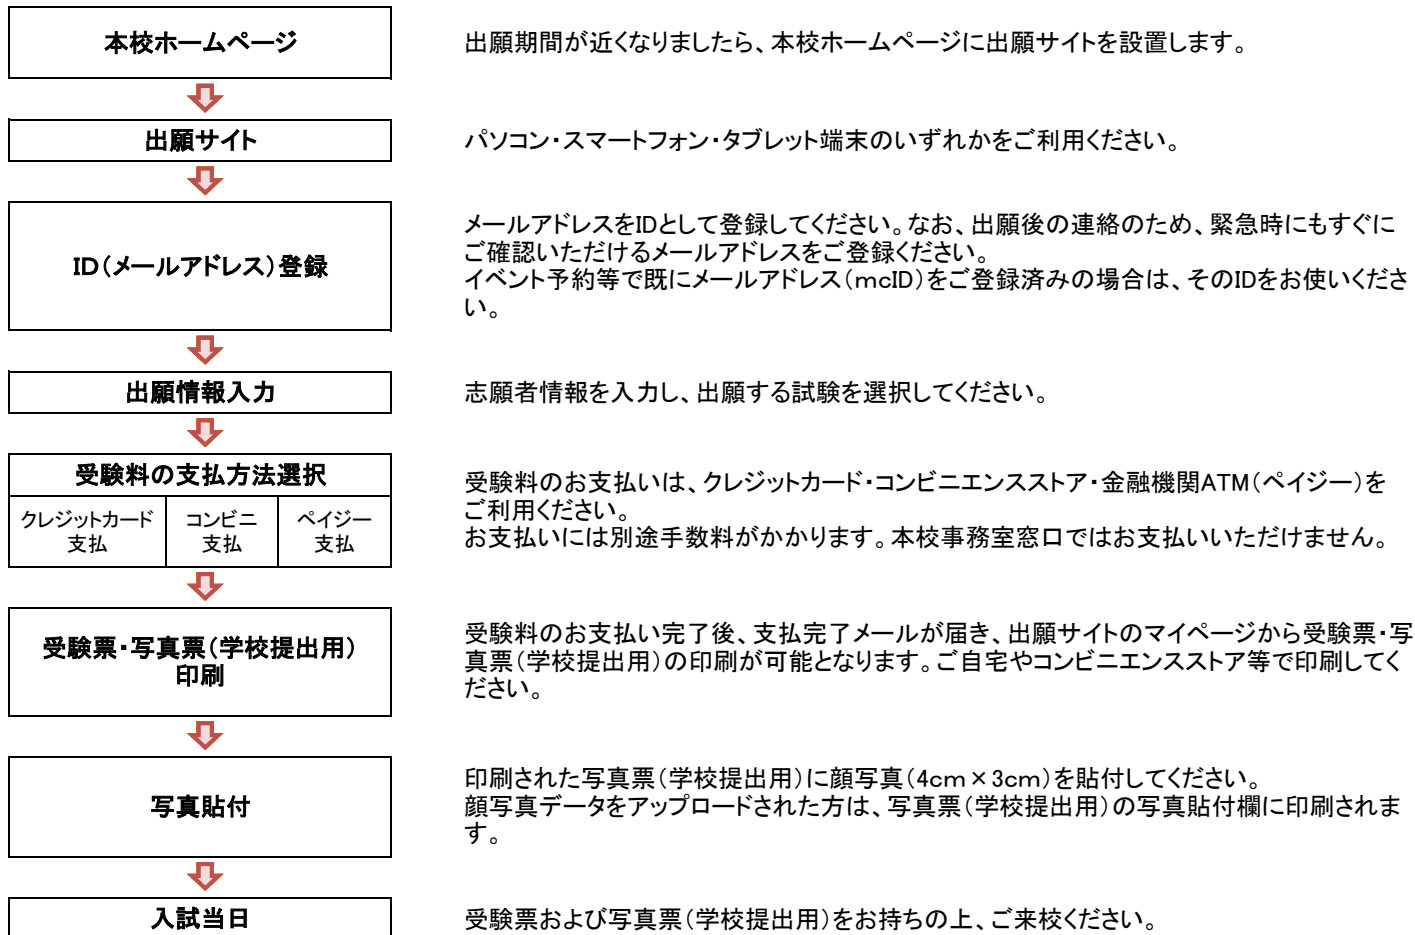 本校ホームページ
出願期間が近くなりましたら、本校ホームページに出願サイトを設置します。
出願サイト
パソコン・スマートフォン・タブレット端末のいずれかをご利用ください。
ID（メールアドレス）登録
メールアドレスをIDとして登録してください。なお、出願後の連絡のため、緊急時にもすぐに
ご確認いただけるメールアドレスをご登録ください。
イベント予約等で既にメールアドレス（mcID）をご登録済みの場合は、そのIDをお使いくださ
い。
出願情報入力
志願者情報を入力し、出願する試験を選択してください。
受験料の支払方法選択
クレジットカード
支払
コンビニ
支払
ペイジー
支払
受験料のお支払いは、クレジットカード・コンビニエンスストア・金融機関ATM（ペイジー）を
ご利用ください。
お支払いには別途手数料がかかります。本校事務室窓口ではお支払いいただけません。
受験票・写真票（学校提出用）
印刷
受験料のお支払い完了後、支払完了メールが届き、出願サイトのマイページから受験票・写
真票（学校提出用）の印刷が可能となります。ご自宅やコンビニエンスストア等で印刷してく
ださい。
写真貼付
印刷された写真票（学校提出用）に顔写真（4cm×3cm）を貼付してください。
顔写真データをアップロードされた方は、写真票（学校提出用）の写真貼付欄に印刷されま
す。
入試当日
受験票および写真票（学校提出用）をお持ちの上、ご来校ください。